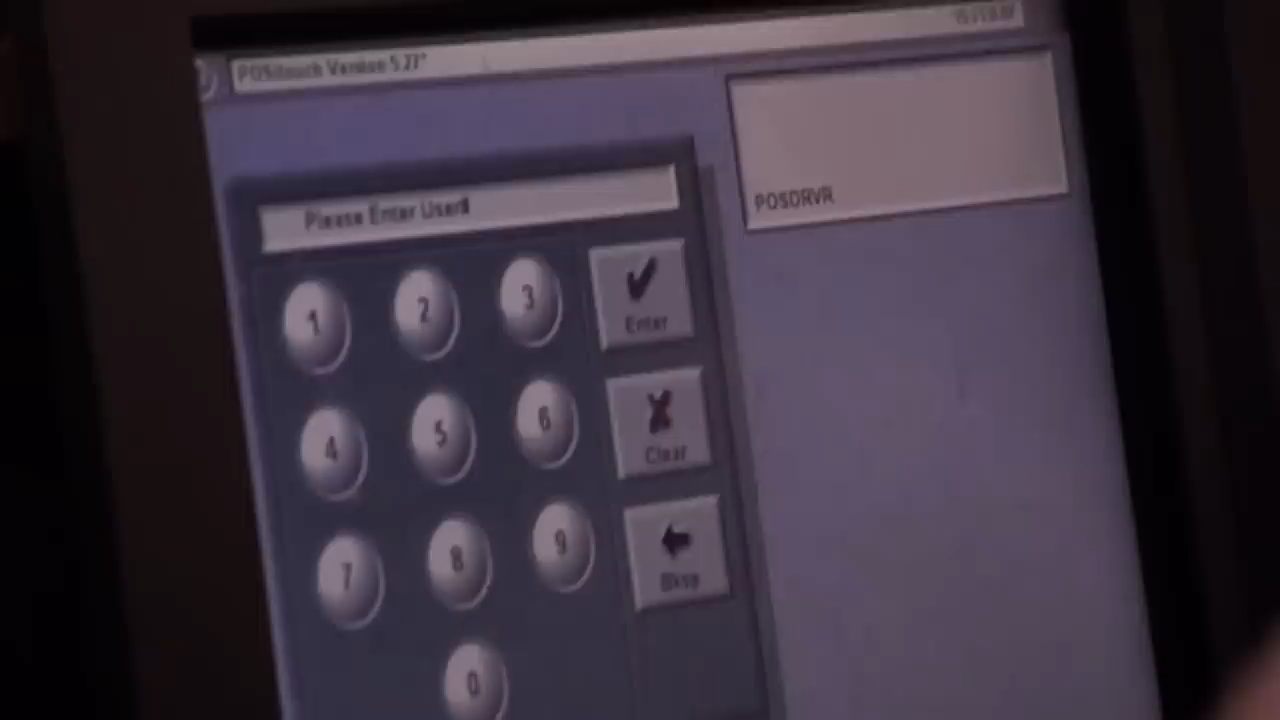 POSitouch Version 5.27"
POSDRVR
Please Enter User#
1 2 3
Enter
4 5 6
Clear
7 8 9
Bksp
0